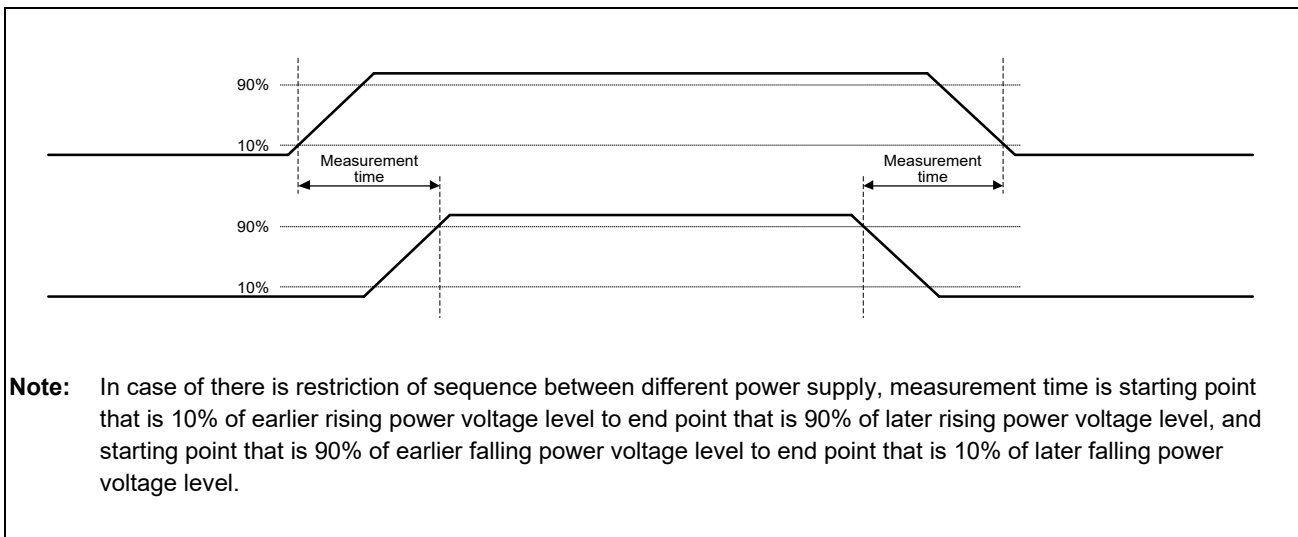 90%
10%
Measurement
time
Measurement
time
90%
10%
Note: In case of there is restriction of sequence between different power supply, measurement time is starting point
that is 10% of earlier rising power voltage level to end point that is 90% of later rising power voltage level, and
starting point that is 90% of earlier falling power voltage level to end point that is 10% of later falling power
voltage level.